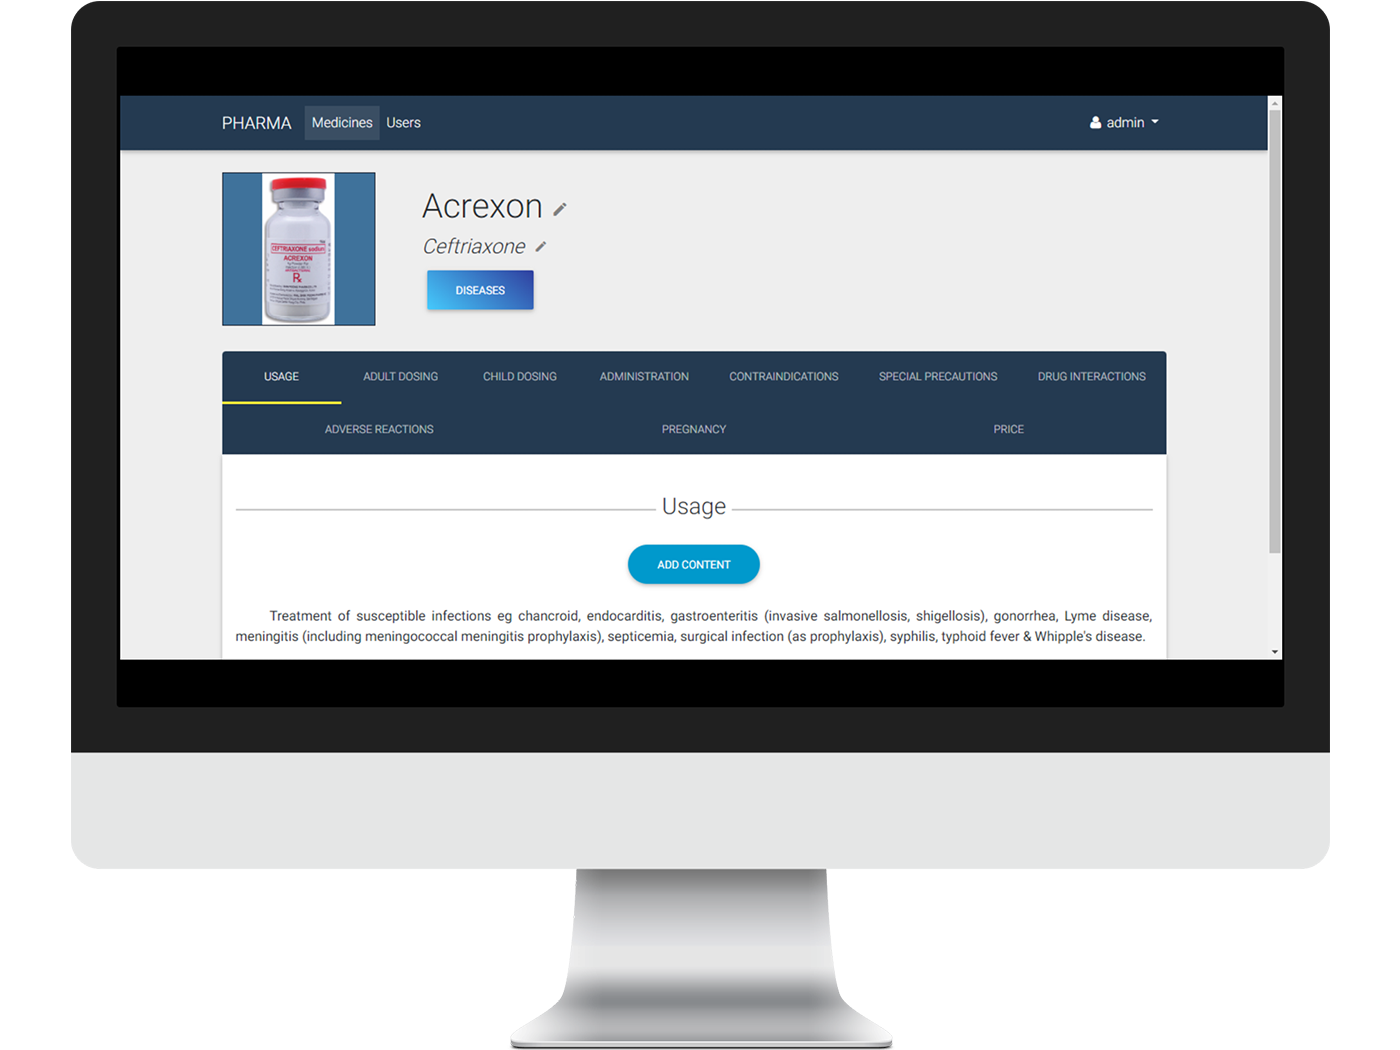 PHARMA Medicines Users admin
CEFTRIAXONE sodium
ACREXON
Rx
Acrexon
Ceftriaxone
DISEASES
USAGE ADULT DOSING CHILD DOSING ADMINISTRATION CONTRAINDICATIONS SPECIAL PRECAUTIONS DRUG INTERACTIONS
ADVERSE REACTIONS PREGNANCY PRICE
Usage
ADD CONTENT
Treatment of susceptible infections eg chancroid, endocarditis, gastroenteritis (invasive salmonellosis, shigellosis), gonorrhea, Lyme disease,
meningitis (including meningococcal meningitis prophylaxis), septicemia, surgical infection (as prophylaxis), syphilis, typhoid fever & Whipple's disease.